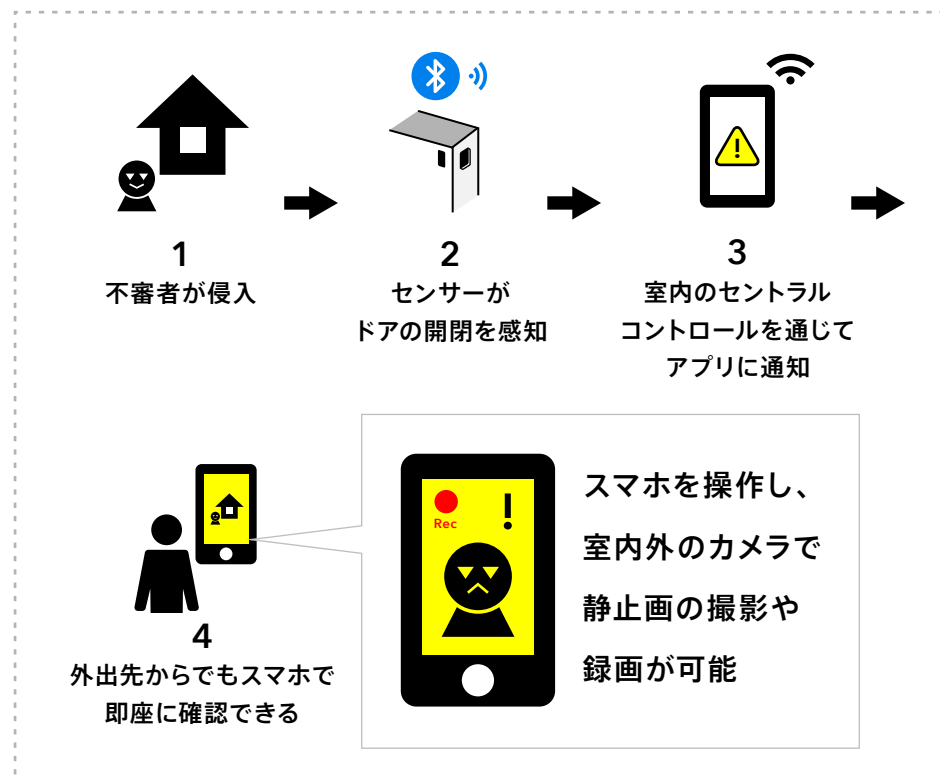 1
不審者が侵入
2
センサーが
ドアの開閉を感知
3
室内のセントラル
コントロールを通じて
アプリに通知
4
外出先からでもスマホで
即座に確認できる
Rec
!
スマホを操作し、
室内外のカメラで
静止画の撮影や
録画が可能